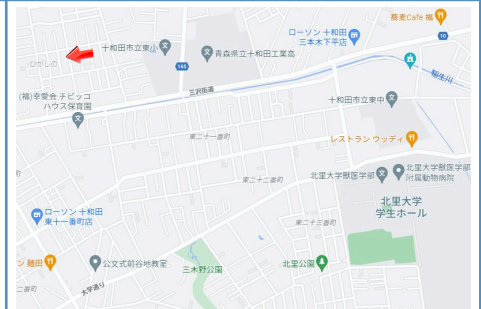 蕎麦Cafe 福
ローソン 十和田
三本木下平店
10
十和田市立東小
青森県立十和田工業高
ひがしの
165
稲生川
三沢街道
(福)幸愛会 チビッコ
ハウス保育園
十和田市立東中
東二十一番町
レストラン ウッディ
北里大学獣医学部
北里大学獣医学部
附属動物病院
東二十二番町
北里大学
学生ホール
ローソン 十和田
東十一番町店
東二十三番町
町
ン 麺田
公文式前谷地教室
三木野公園
北里公園
二番町
大学通り